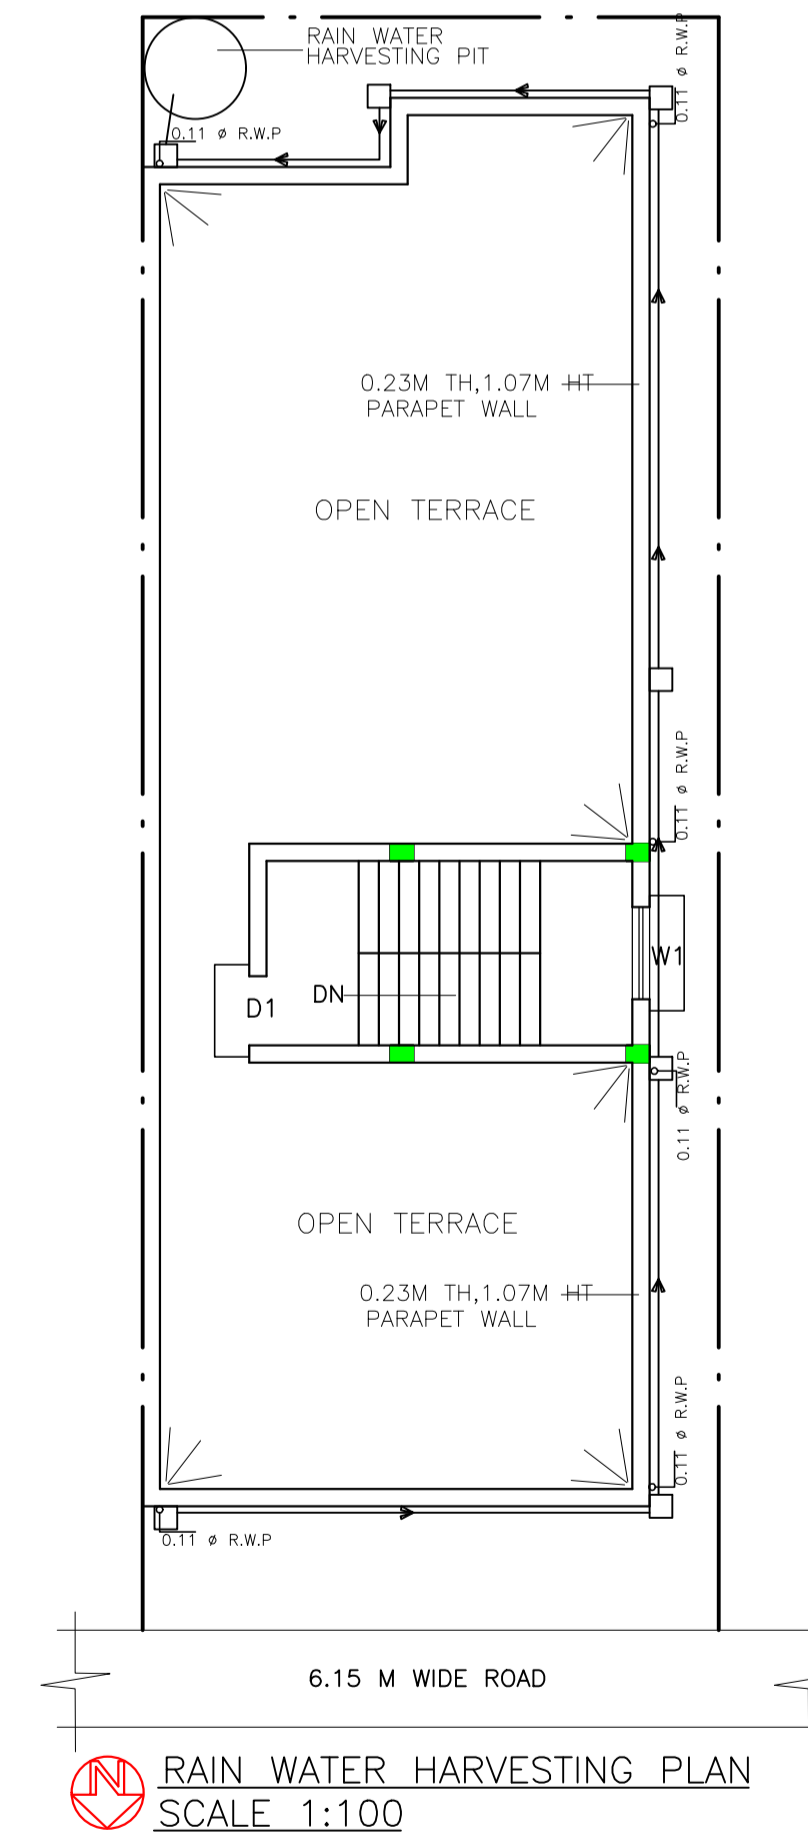 RAIN WATER
HARVESTING PIT
0.11 ø R.W.P
0.11 ø R.W.P
0.23M TH,1.07M HT
PARAPET WALL
OPEN TERRACE
0.11 ø R.W.P
W1
DN
D1
0.11 ø R.W.P
OPEN TERRACE
0.23M TH,1.07M HT
PARAPET WALL
0.11 ø R.W.P
0.11 ø R.W.P
6.15 M WIDE ROAD
N
RAIN WATER HARVESTING PLAN
SCALE 1:100